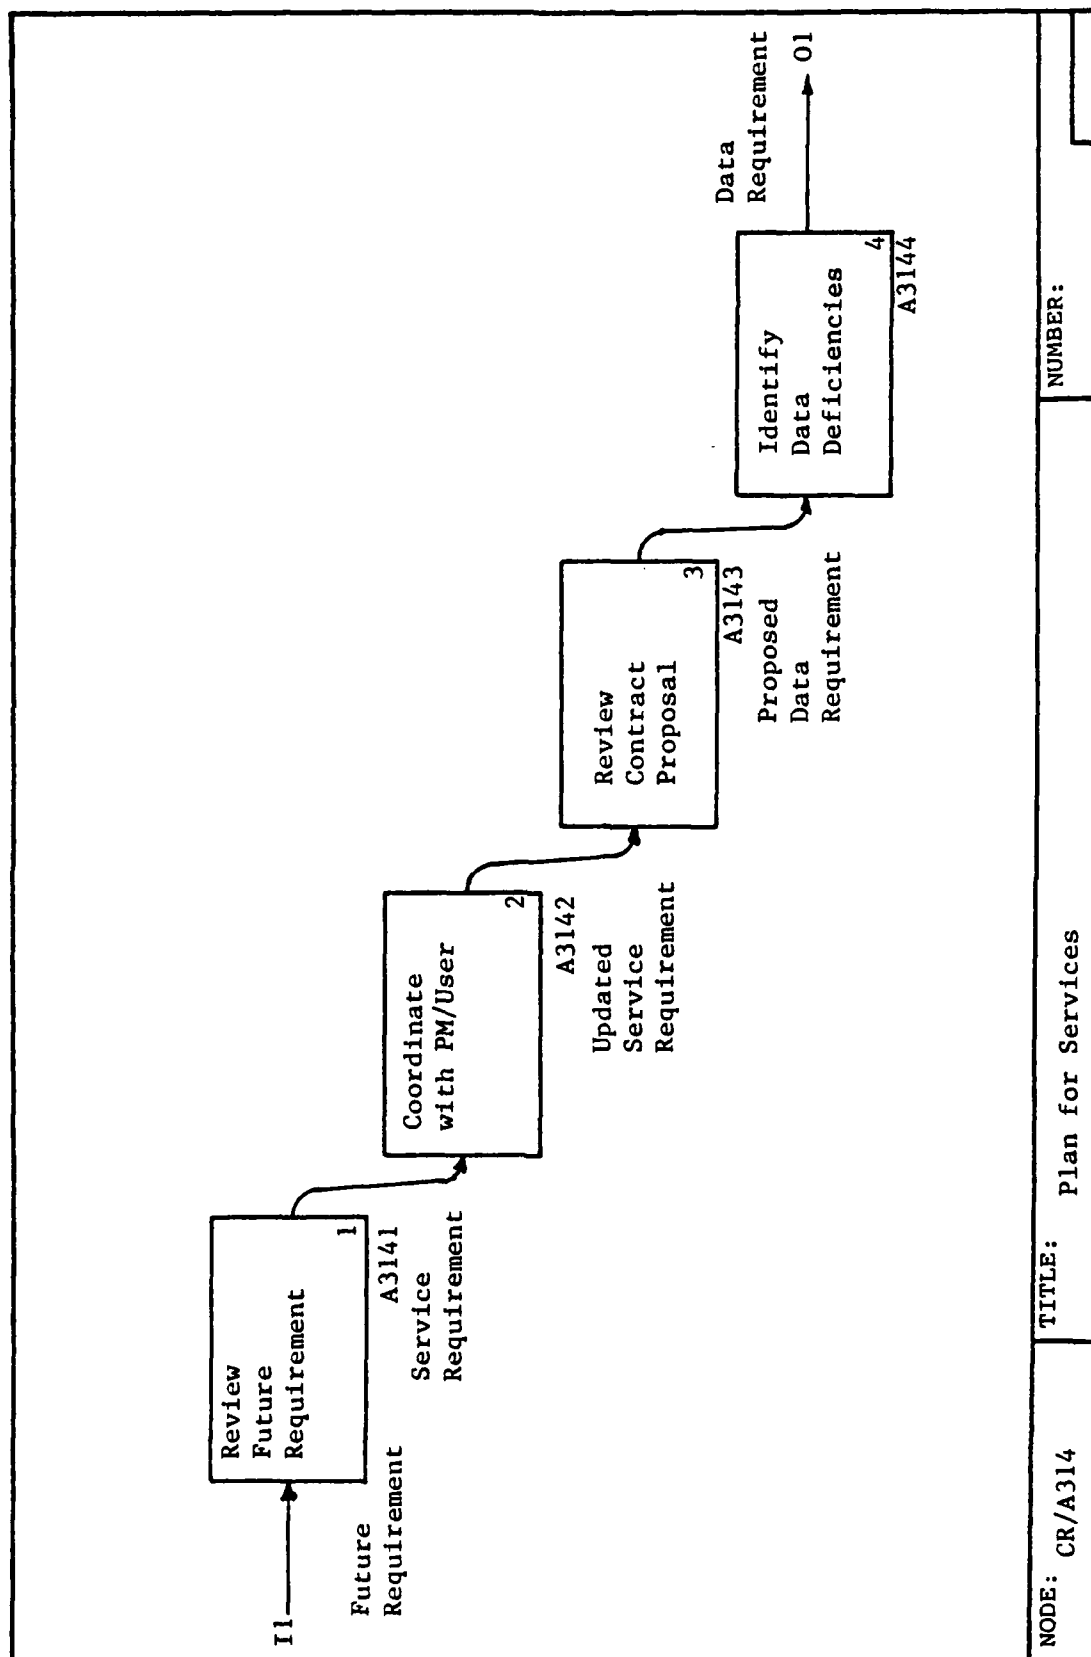 I1
Future
Requirement
Review
Future
Requirement
1
A3141
Service
Requirement
Coordinate
with PM/User
2
A3142
Updated
Service
Requirement
Review
Contract
Proposal
3
A3143
Proposed
Data
Requirement
Identify
Data
Deficiencies
4
A3144
Data
Requirement
O1
NODE: CR/A314
TITLE: Plan for Services
NUMBER: